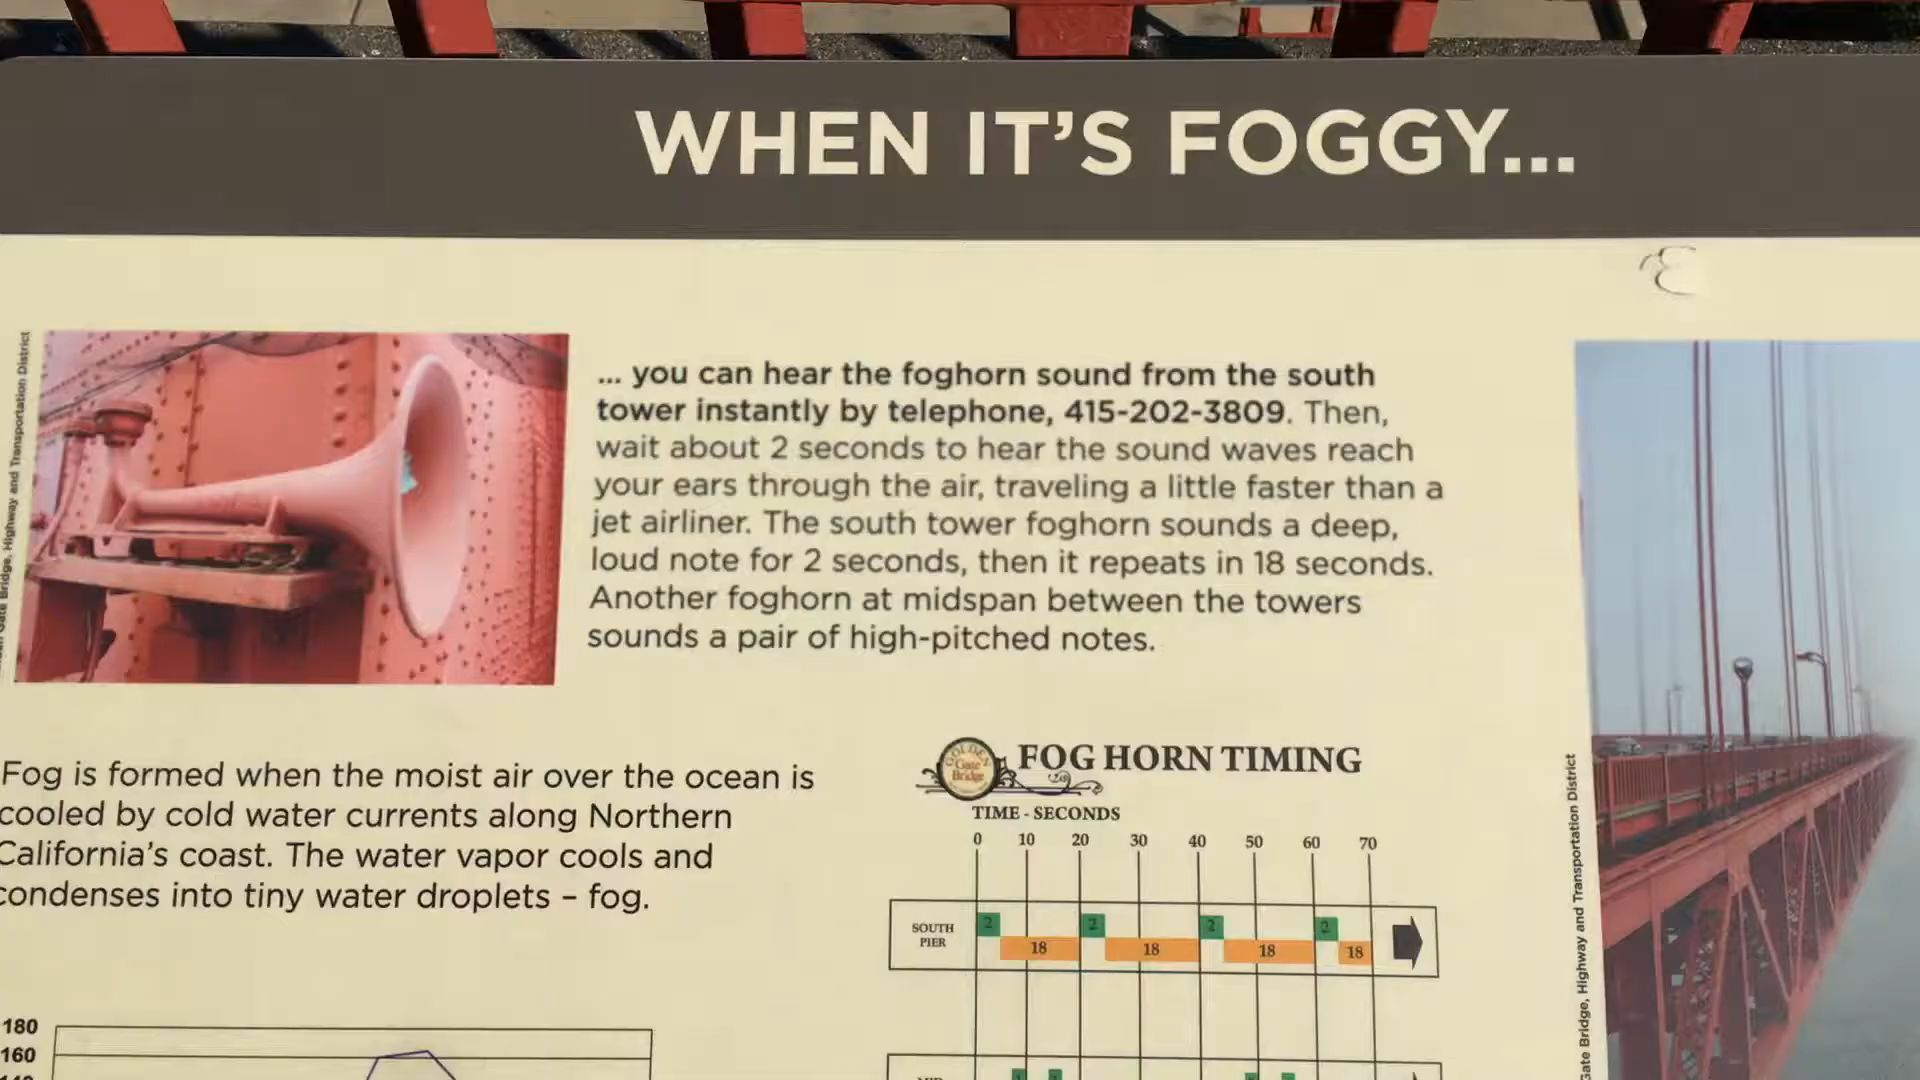 WHEN IT'S FOGGY...
Bridge, Highway and Transportation District
... you can hear the foghorn sound from the south
tower instantly by telephone, 415-202-3809. Then,
wait about 2 seconds to hear the sound waves reach
your ears through the air, traveling a little faster than a
jet airliner. The south tower foghorn sounds a deep,
loud note for 2 seconds, then it repeats in 18 seconds.
Another foghorn at midspan between the towers
sounds a pair of high-pitched notes.
Fog is formed when the moist air over the ocean is
cooled by cold water currents along Northern
California's coast. The water vapor cools and
condenses into tiny water droplets – fog.
GOLDEN
Gate
Bridge
FOG HORN TIMING
TIME - SECONDS
0 10 20 30 40 50 60 70
SOUTH
PIER
2 2 2 2
18 18 18 18
Gate Bridge, Highway and Transportation District
180
160